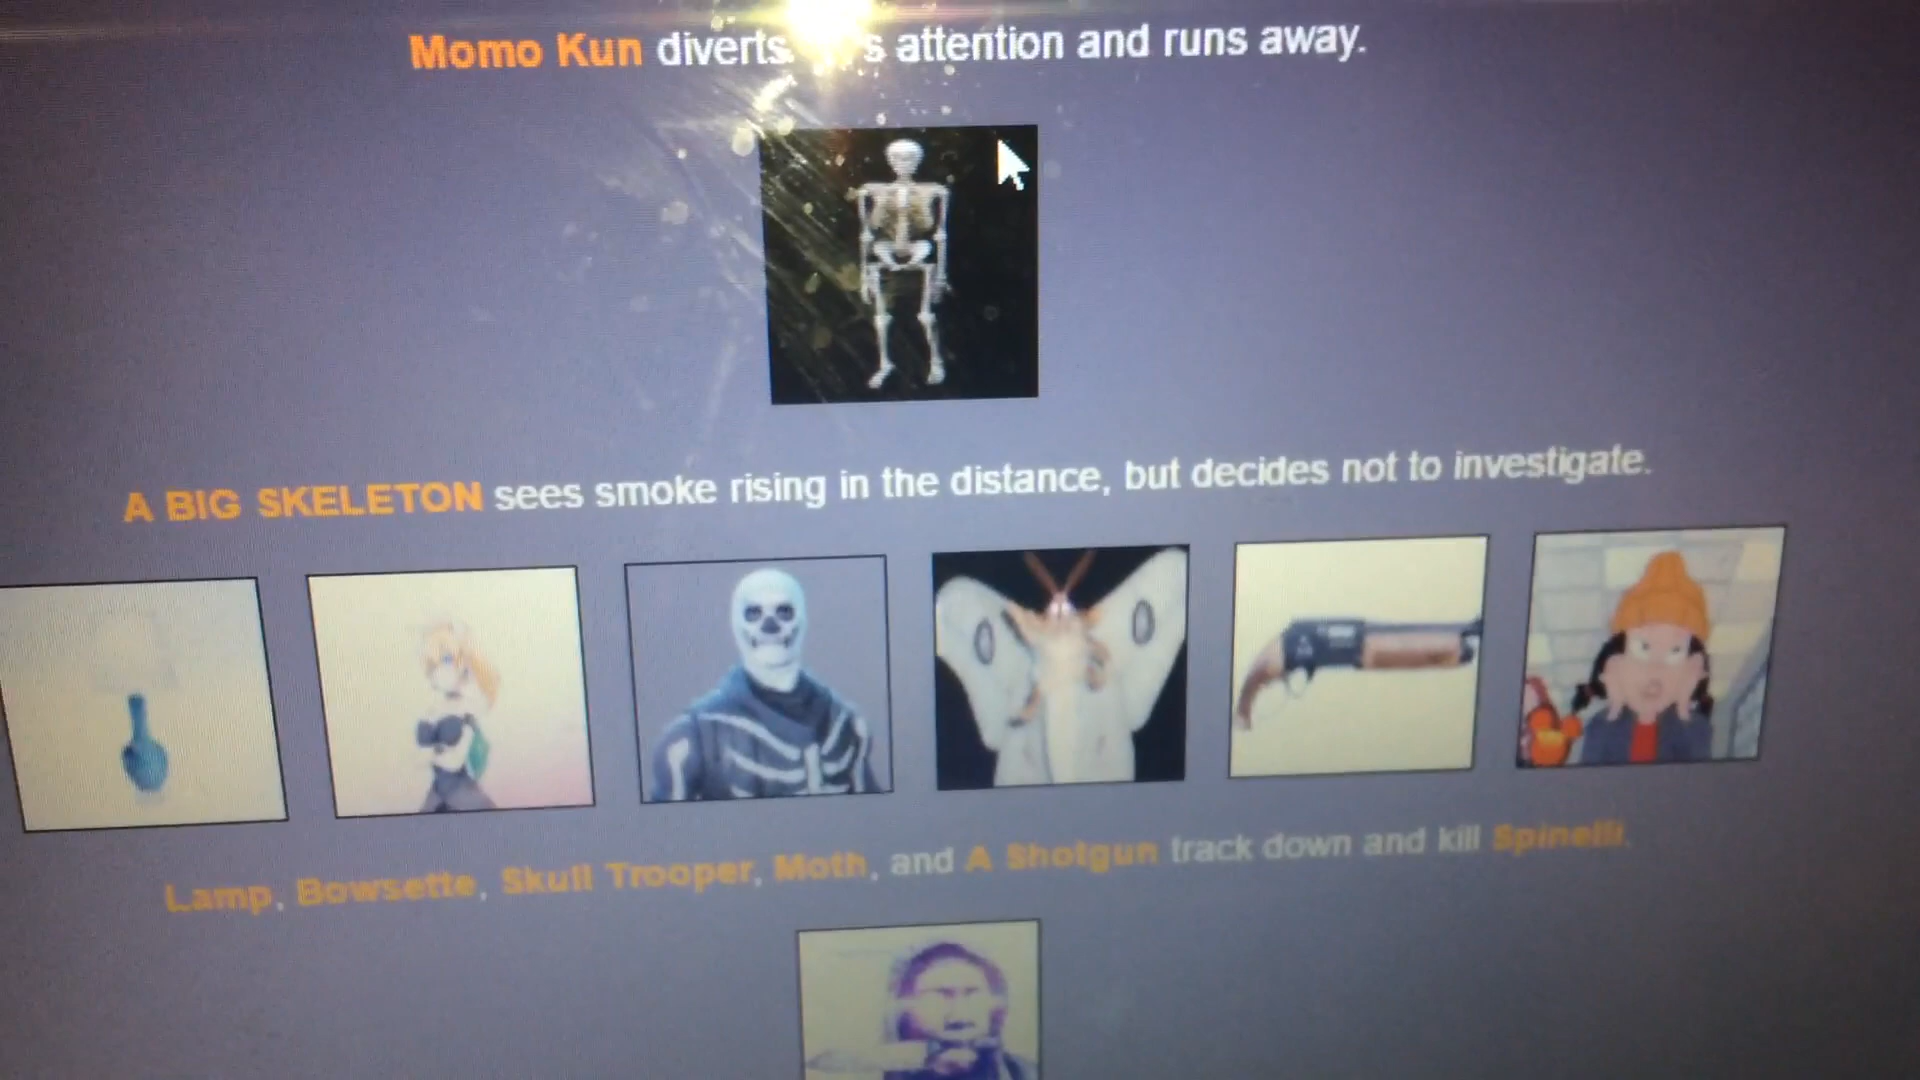 Momo Kun diverts attention and runs away.
A BIG SKELETON sees smoke rising in the distance, but decides not to investigate.
Lamp, Bowsette, Skull Trooper, Moth, and A Shotgun track down and kill Spinelli.